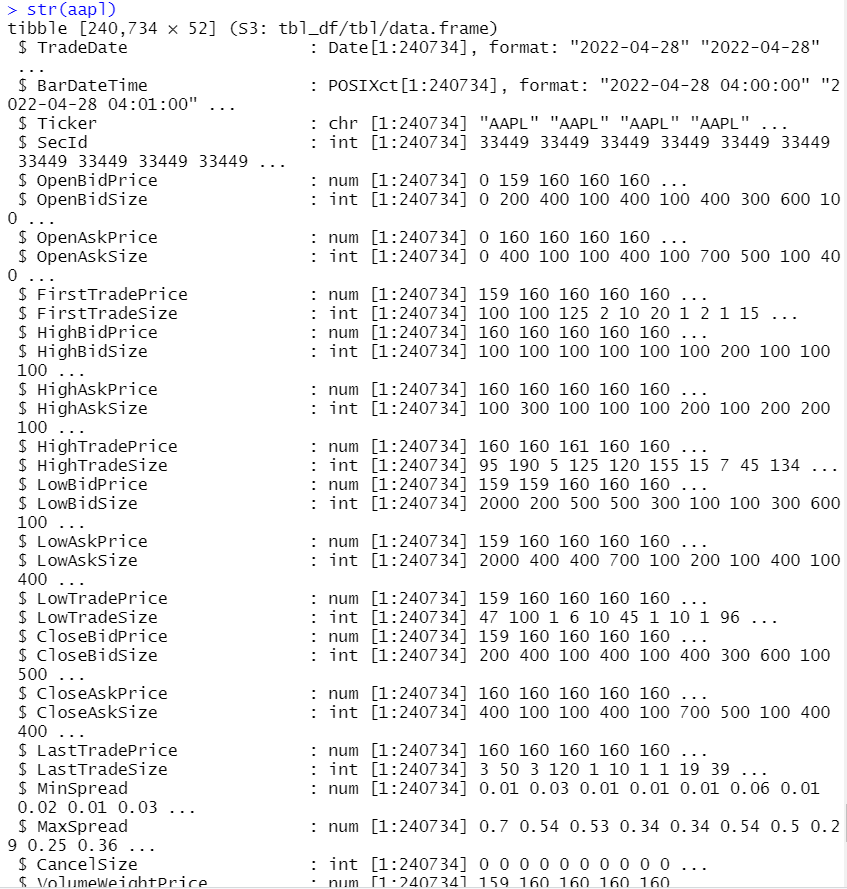 > str(aapl)
tibble [240,734 × 52] (S3: tbl_df/tbl/data.frame)
 $ TradeDate                  : Date[1:240734], format: "2022-04-28" "2022-04-28"
 ...
 $ BarDateTime                : POSIXct[1:240734], format: "2022-04-28 04:00:00" "2
022-04-28 04:01:00" ...
 $ Ticker                     : chr [1:240734] "AAPL" "AAPL" "AAPL" "AAPL" ...
 $ SecId                      : int [1:240734] 33449 33449 33449 33449 33449 33449
 33449 33449 33449 33449 ...
 $ OpenBidPrice               : num [1:240734] 0 159 160 160 160 ...
 $ OpenBidSize                : int [1:240734] 0 200 400 100 400 100 400 300 600 10
0 ...
 $ OpenAskPrice               : num [1:240734] 0 160 160 160 160 ...
 $ OpenAskSize                : int [1:240734] 0 400 100 100 400 100 700 500 100 40
0 ...
 $ FirstTradePrice            : num [1:240734] 159 160 160 160 160 ...
 $ FirstTradeSize             : int [1:240734] 100 100 125 2 10 20 1 2 1 15 ...
 $ HighBidPrice               : num [1:240734] 160 160 160 160 160 ...
 $ HighBidSize                : int [1:240734] 100 100 100 100 100 100 200 100 100
 100 ...
 $ HighAskPrice               : num [1:240734] 160 160 160 160 160 ...
 $ HighAskSize                : int [1:240734] 100 300 100 100 100 200 100 200 200
 100 ...
 $ HighTradePrice             : num [1:240734] 160 160 161 160 160 ...
 $ HighTradeSize              : int [1:240734] 95 190 5 125 120 155 15 7 45 134 ...
 $ LowBidPrice                : num [1:240734] 159 159 160 160 160 ...
 $ LowBidSize                 : int [1:240734] 2000 200 500 500 300 100 100 300 600
 100 ...
 $ LowAskPrice                : num [1:240734] 159 160 160 160 160 ...
 $ LowAskSize                 : int [1:240734] 2000 400 400 700 100 200 100 400 100
 400 ...
 $ LowTradePrice              : num [1:240734] 159 160 160 160 160 ...
 $ LowTradeSize               : int [1:240734] 47 100 1 6 10 45 1 10 1 96 ...
 $ CloseBidPrice              : num [1:240734] 159 160 160 160 160 ...
 $ CloseBidSize               : int [1:240734] 200 400 100 400 100 400 300 600 100
 500 ...
 $ CloseAskPrice              : num [1:240734] 160 160 160 160 160 ...
 $ CloseAskSize               : int [1:240734] 400 100 100 400 100 700 500 100 400
 400 ...
 $ LastTradePrice             : num [1:240734] 160 160 160 160 160 ...
 $ LastTradeSize              : int [1:240734] 3 50 3 120 1 10 1 1 19 39 ...
 $ MinSpread                  : num [1:240734] 0.01 0.03 0.01 0.01 0.01 0.06 0.01
 0.02 0.01 0.03 ...
 $ MaxSpread                  : num [1:240734] 0.7 0.54 0.53 0.34 0.34 0.54 0.5 0.2
9 0.25 0.36 ...
 $ CancelSize                 : int [1:240734] 0 0 0 0 0 0 0 0 0 0 ...
 $ VolumeWeightPrice          : num [1:240734] 159 160 160 160 160 ...